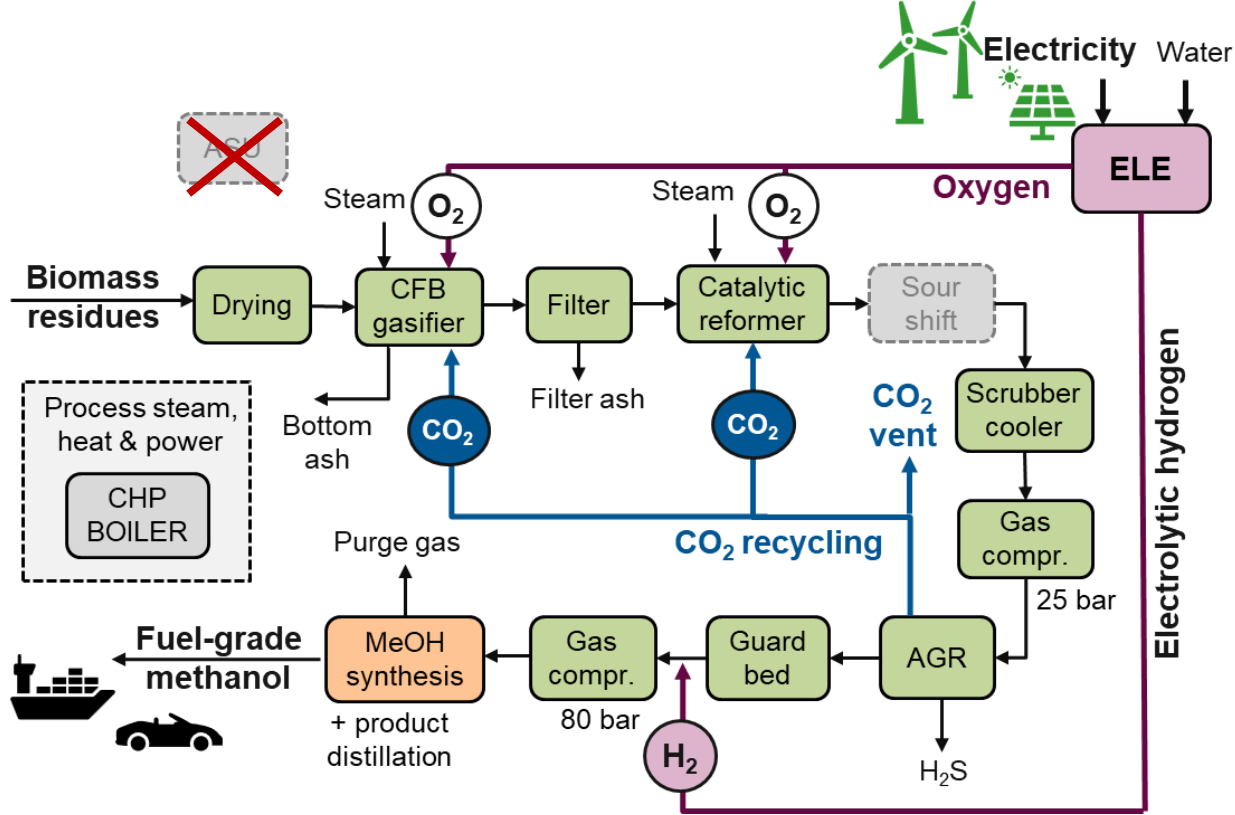 Electricity
Water
ASU
ELE
Oxygen
Steam
O₂
Steam
O₂
Biomass
residues
Drying
CFB
gasifier
Filter
Catalytic
reformer
Sour
shift
Process steam,
heat & power
CHP
BOILER
Bottom
ash
CO₂
Filter ash
CO₂
CO₂
vent
Scrubber
cooler
Electrolytic hydrogen
CO₂ recycling
Gas
compr.
25 bar
Purge gas
Fuel-grade
methanol
MeOH
synthesis
+ product
distillation
Gas
compr.
80 bar
Guard
bed
AGR
H₂
H₂S